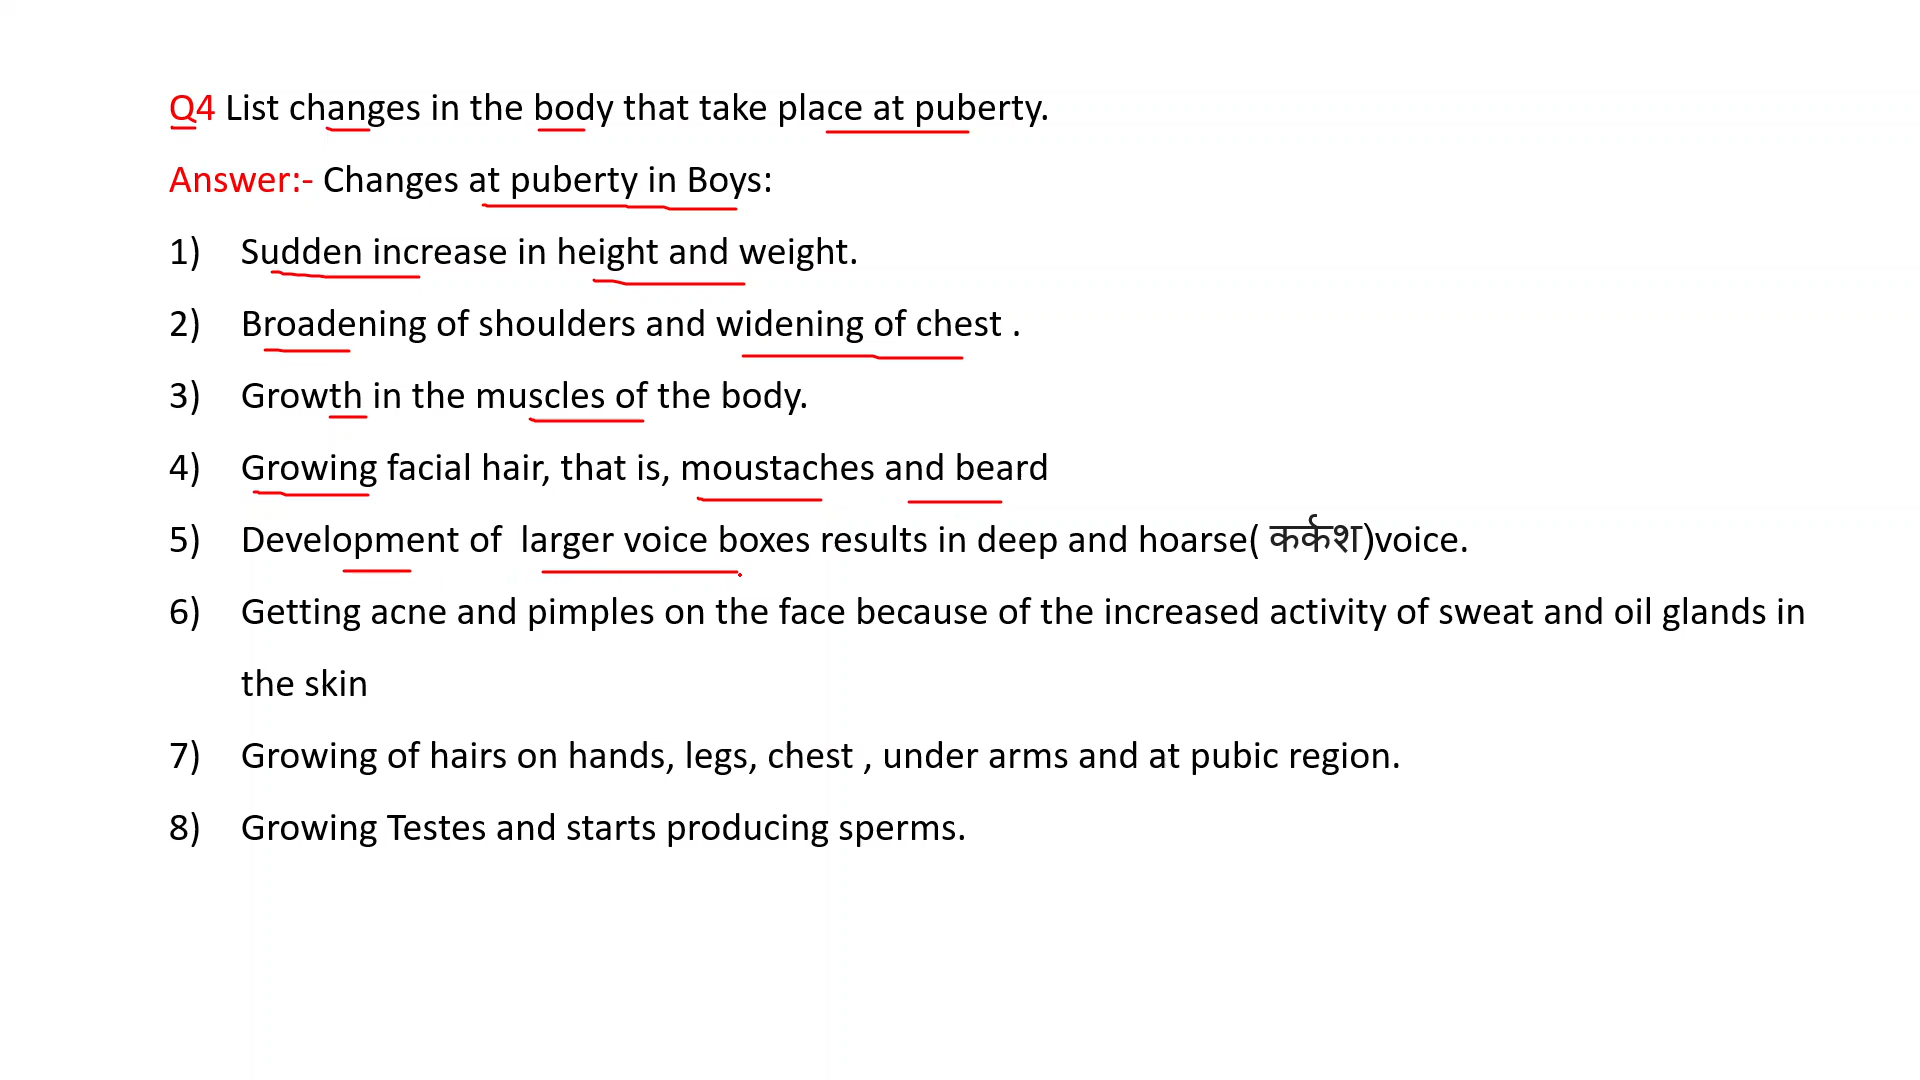 Q4 List changes in the body that take place at puberty.
Answer:- Changes at puberty in Boys:
1) Sudden increase in height and weight.
2) Broadening of shoulders and widening of chest .
3) Growth in the muscles of the body.
4) Growing facial hair, that is, moustaches and beard
5) Development of  larger voice boxes results in deep and hoarse( कर्कश)voice.
6) Getting acne and pimples on the face because of the increased activity of sweat and oil glands in
the skin
7) Growing of hairs on hands, legs, chest , under arms and at pubic region.
8) Growing Testes and starts producing sperms.